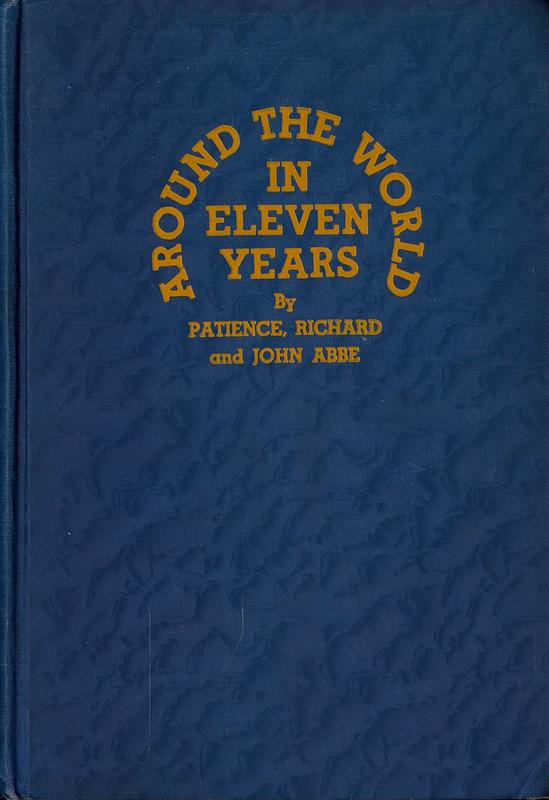 AROUND THE WORLD
IN
ELEVEN
YEARS
By
PATIENCE, RICHARD
and JOHN ABBE